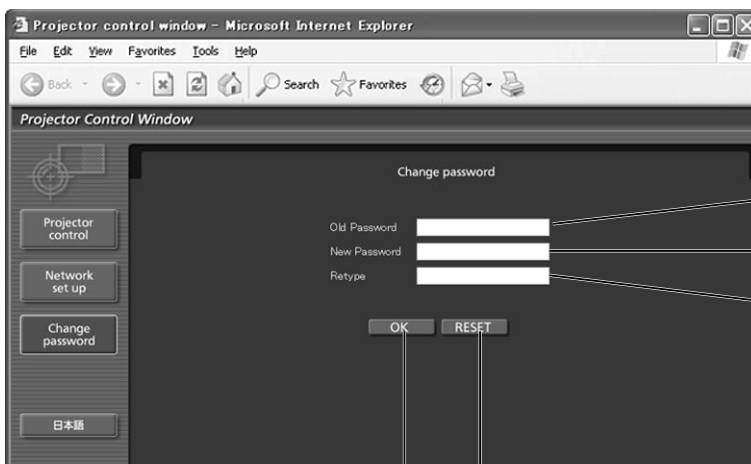 Projector control window - Microsoft Internet Explorer
File Edit View Favorites Tools Help
Back Search Favorites
Projector Control Window
Change password
Projector
control
Old Password
New Password
Network
set up
Retype
Change
password
OK RESET
日本語